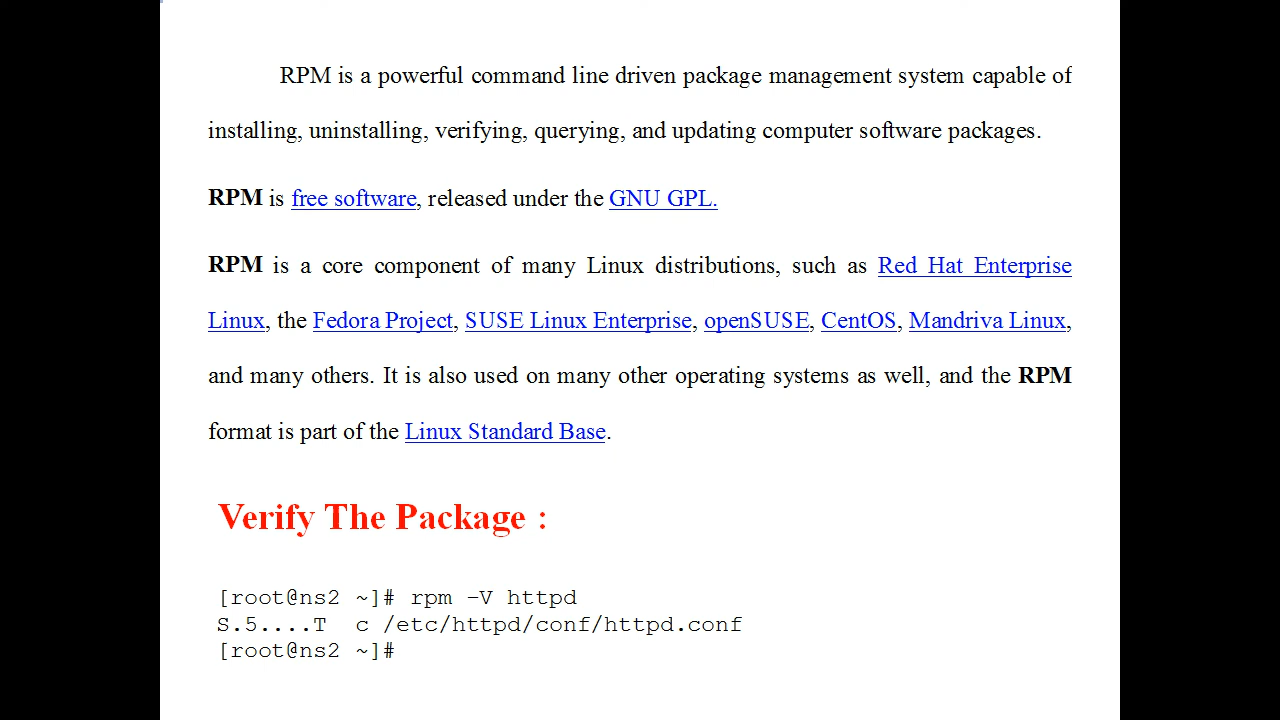 RPM is a powerful command line driven package management system capable of
installing, uninstalling, verifying, querying, and updating computer software packages.
RPM is free software, released under the GNU GPL.
RPM is a core component of many Linux distributions, such as Red Hat Enterprise
Linux, the Fedora Project, SUSE Linux Enterprise, openSUSE, CentOS, Mandriva Linux,
and many others. It is also used on many other operating systems as well, and the RPM
format is part of the Linux Standard Base.
Verify The Package :
[root@ns2 ~]# rpm –V httpd
S.5....T  c /etc/httpd/conf/httpd.conf
[root@ns2 ~]#